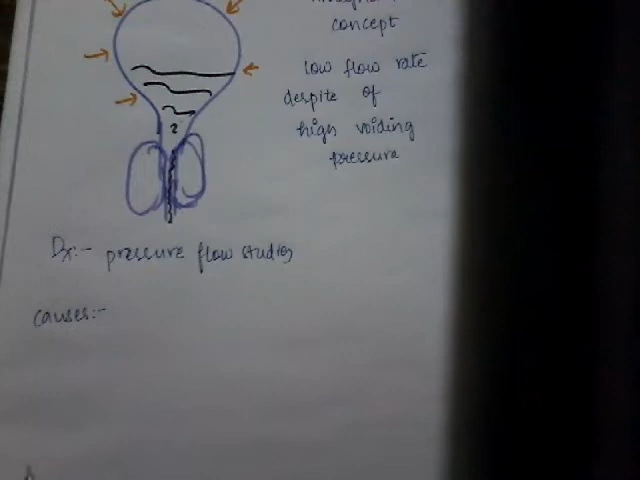 concept
low flow rate
despite of
high voiding
pressure
2
Dx:- pressure flow studies
causes:-